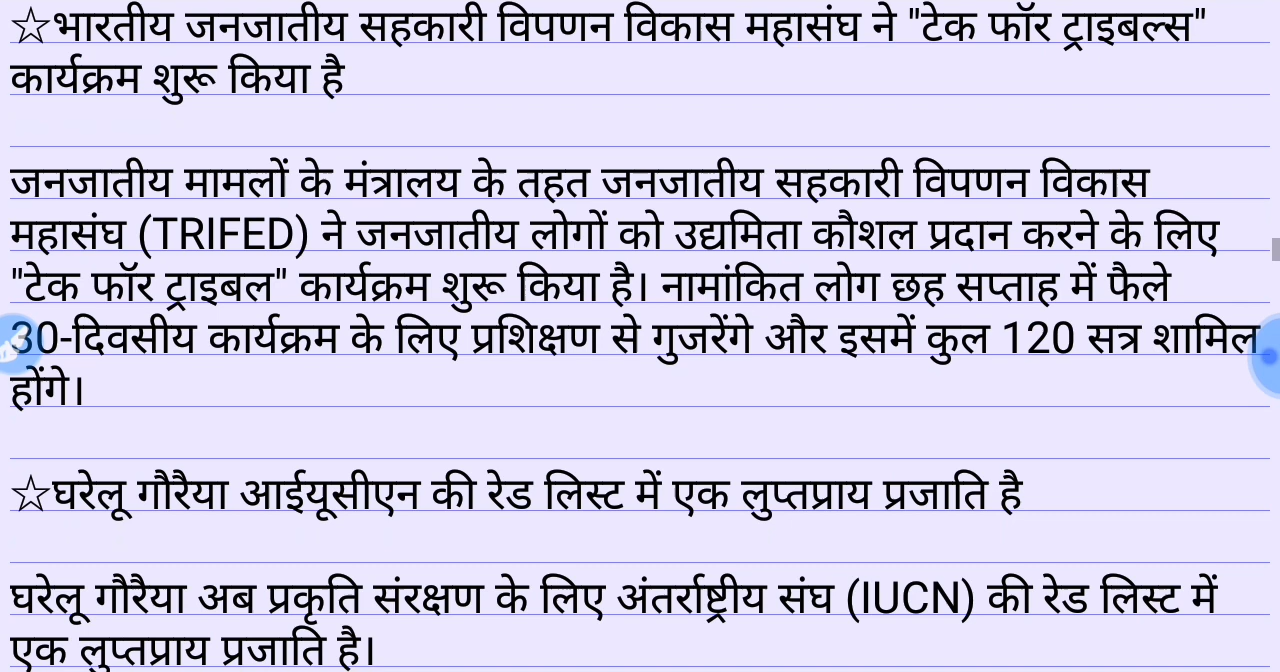 ☆भारतीय जनजातीय सहकारी विपणन विकास महासंघ ने "टेक फॉर ट्राइबल्स"
कार्यक्रम शुरू किया है
जनजातीय मामलों के मंत्रालय के तहत जनजातीय सहकारी विपणन विकास
महासंघ (TRIFED) ने जनजातीय लोगों को उद्यमिता कौशल प्रदान करने के लिए
"टेक फॉर ट्राइबल" कार्यक्रम शुरू किया है। नामांकित लोग छह सप्ताह में फैले
30-दिवसीय कार्यक्रम के लिए प्रशिक्षण से गुजरेंगे और इसमें कुल 120 सत्र शामिल
होंगे।
☆घरेलू गौरैया आईयूसीएन की रेड लिस्ट में एक लुप्तप्राय प्रजाति है
घरेलू गौरैया अब प्रकृति संरक्षण के लिए अंतर्राष्ट्रीय संघ (IUCN) की रेड लिस्ट में
एक लुप्तप्राय प्रजाति है।